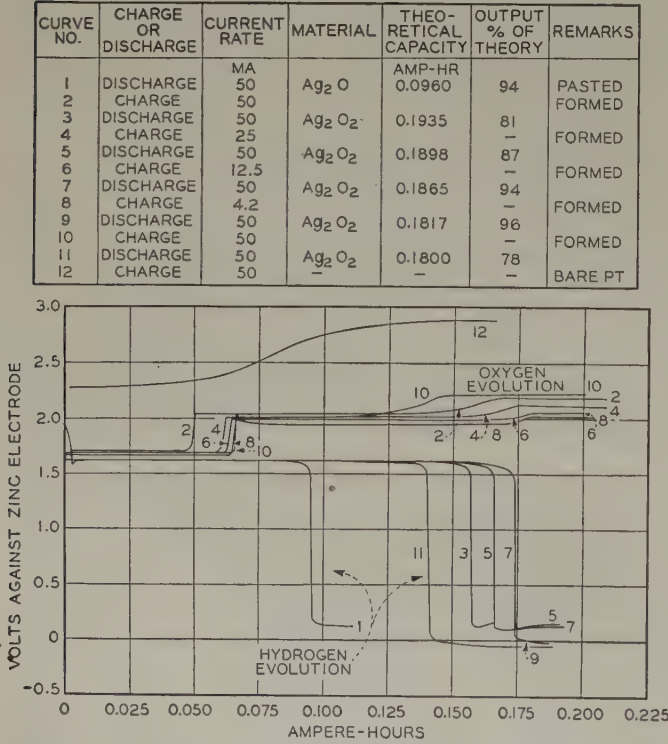 CURVE NO. CHARGE OR DISCHARGE CURRENT RATE MATERIAL THEO-RETICAL CAPACITY OUTPUT % OF THEORY REMARKS
MA AMP-HR
1 DISCHARGE 50 Ag2 O 0.0960 94 PASTED
2 CHARGE 50 FORMED
3 DISCHARGE 50 Ag2 O2 0.1935 81
4 CHARGE 25 – FORMED
5 DISCHARGE 50 Ag2 O2 0.1898 87
6 CHARGE 12.5 – FORMED
7 DISCHARGE 50 Ag2 O2 0.1865 94
8 CHARGE 4.2 – FORMED
9 DISCHARGE 50 Ag2 O2 0.1817 96
10 CHARGE 50 – FORMED
11 DISCHARGE 50 Ag2 O2 0.1800 78
12 CHARGE 50 – – – BARE PT
VOLTS AGAINST ZINC ELECTRODE
3.0
12
2.5
OXYGEN EVOLUTION
10 10
2
2.0
2 4 4
6 8 2 4 8 6 8
10 6
1.5
1.0
11 3 5 7
0.5
1 5
7
0
HYDROGEN EVOLUTION
9
-0.5
0 0.025 0.050 0.075 0.100 0.125 0.150 0.175 0.200 0.225
AMPERE-HOURS